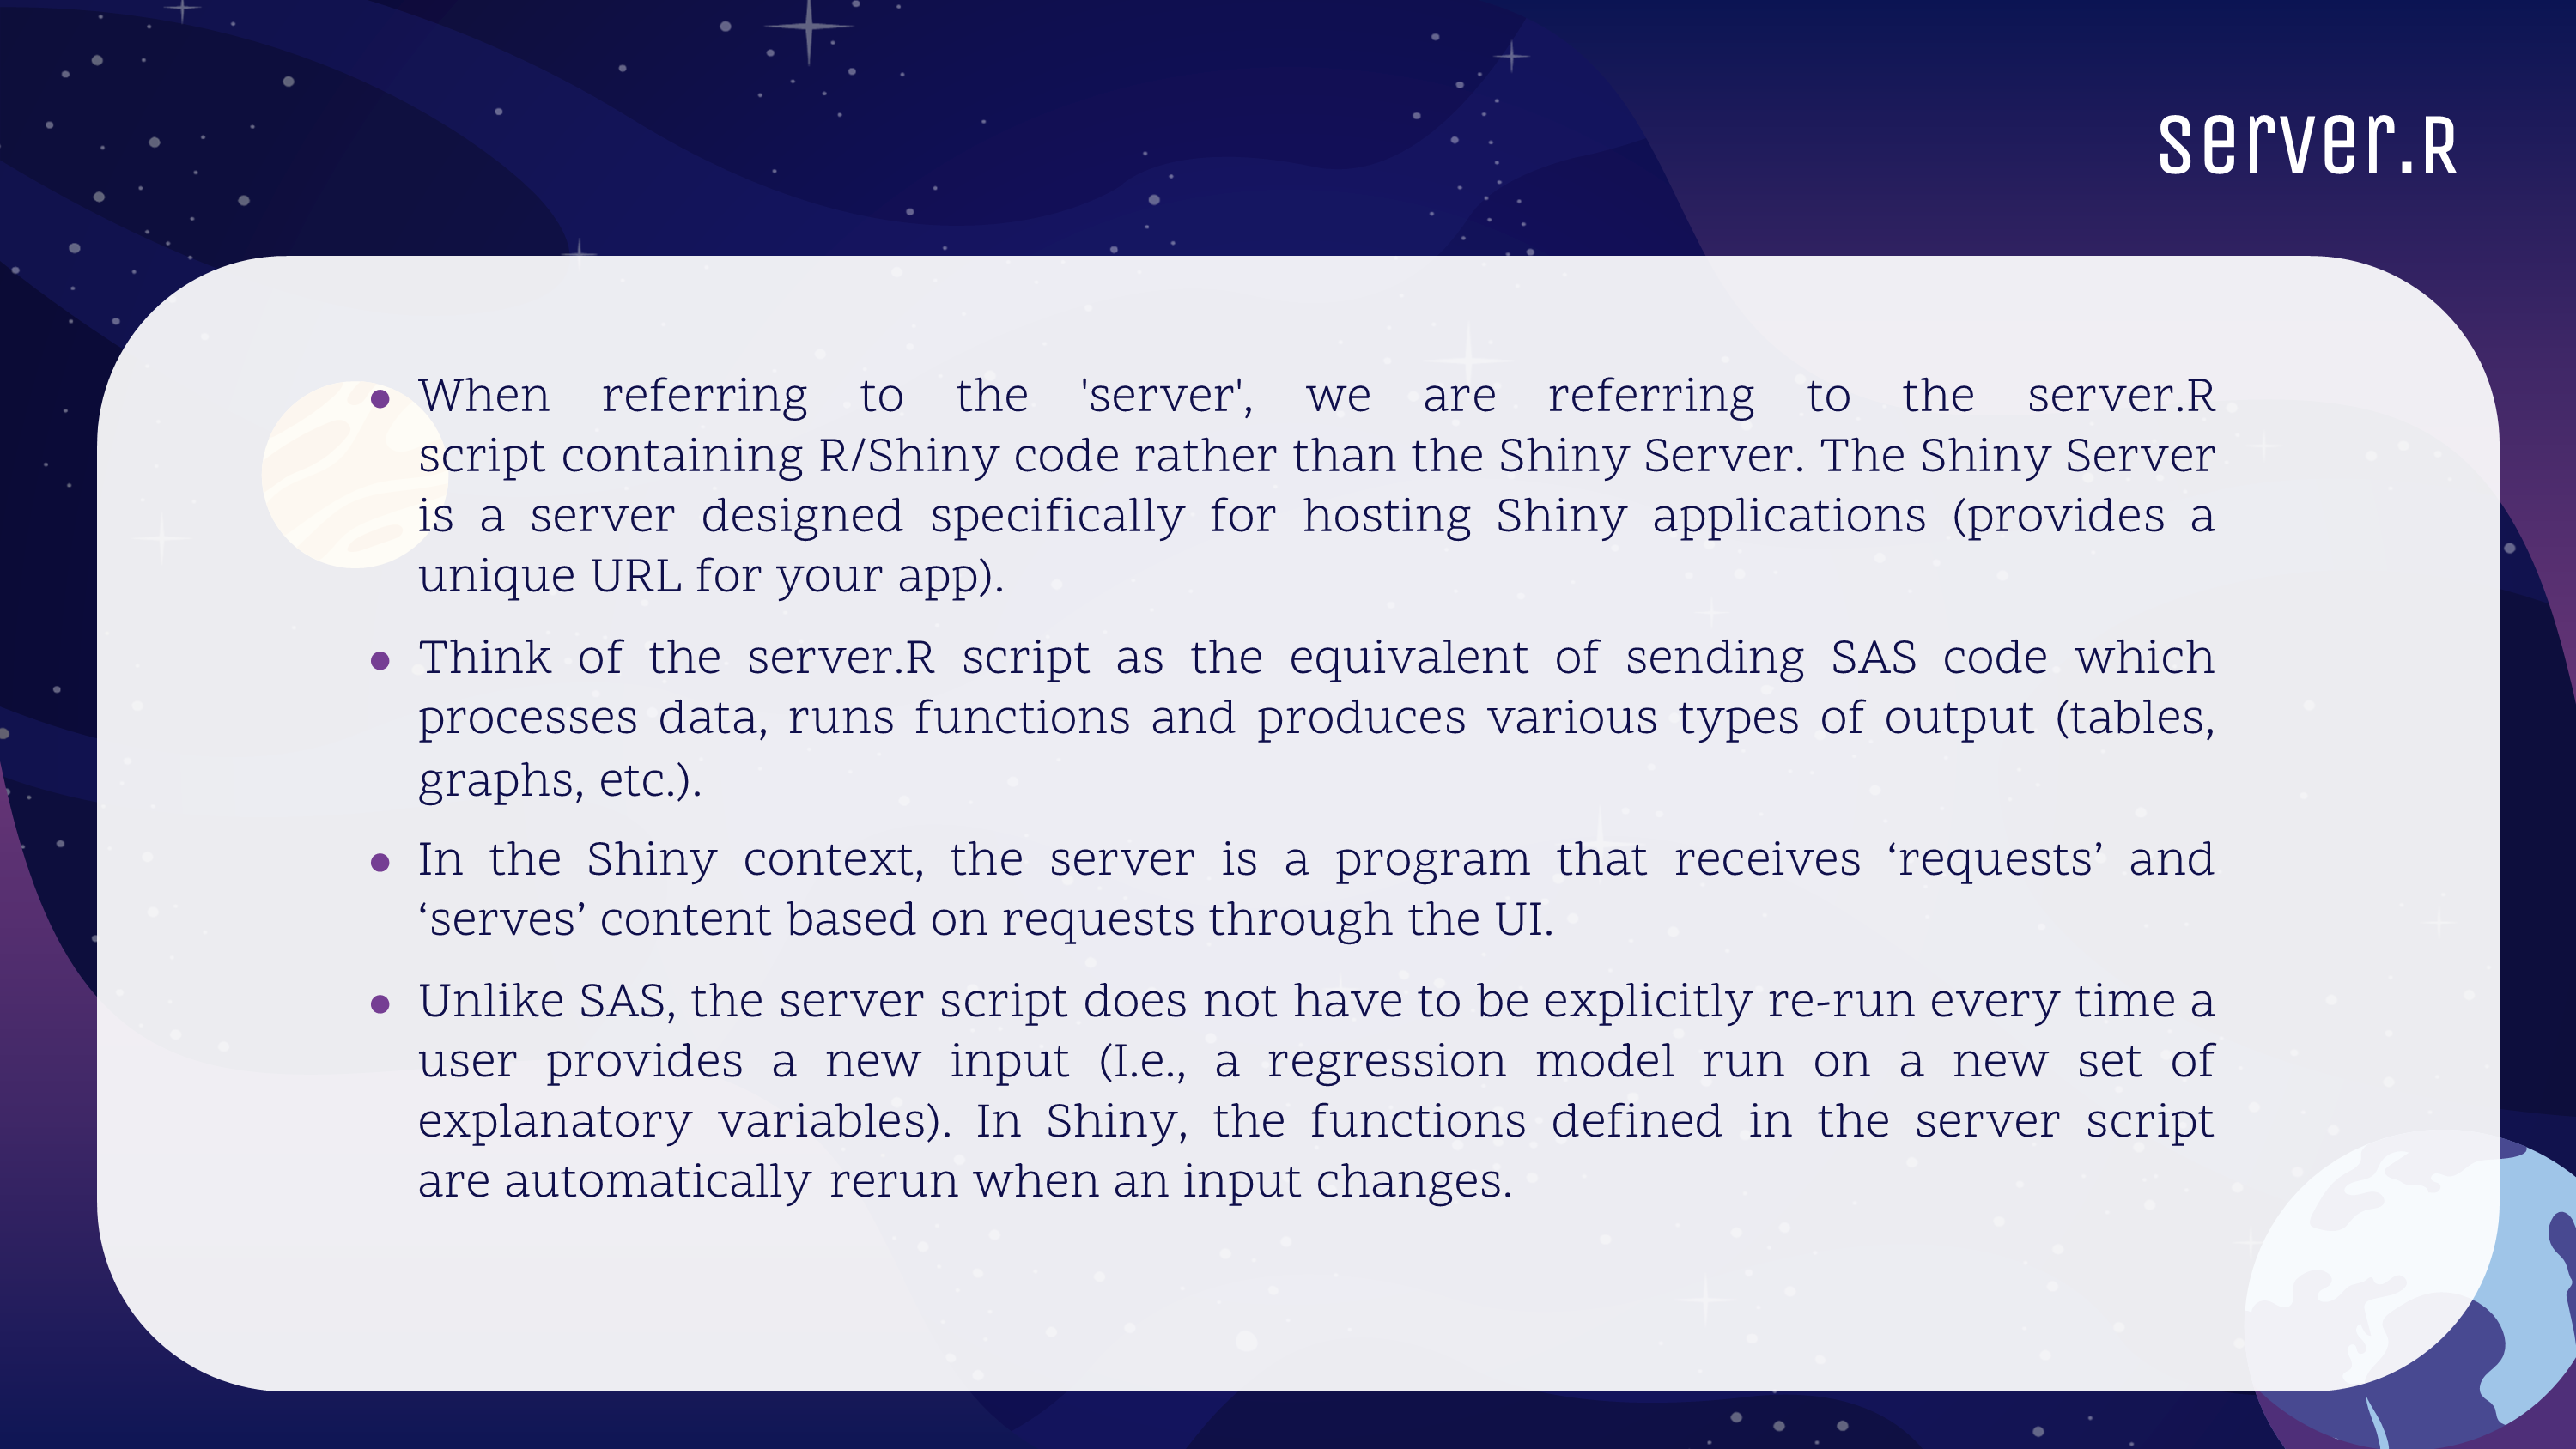 server.R
• When referring to the 'server', we are referring to the server.R
script containing R/Shiny code rather than the Shiny Server. The Shiny Server
is a server designed specifically for hosting Shiny applications (provides a
unique URL for your app).
• Think of the server.R script as the equivalent of sending SAS code which
processes data, runs functions and produces various types of output (tables,
graphs, etc.).
• In the Shiny context, the server is a program that receives ‘requests’ and
‘serves’ content based on requests through the UI.
• Unlike SAS, the server script does not have to be explicitly re-run every time a
user provides a new input (I.e., a regression model run on a new set of
explanatory variables). In Shiny, the functions defined in the server script
are automatically rerun when an input changes.